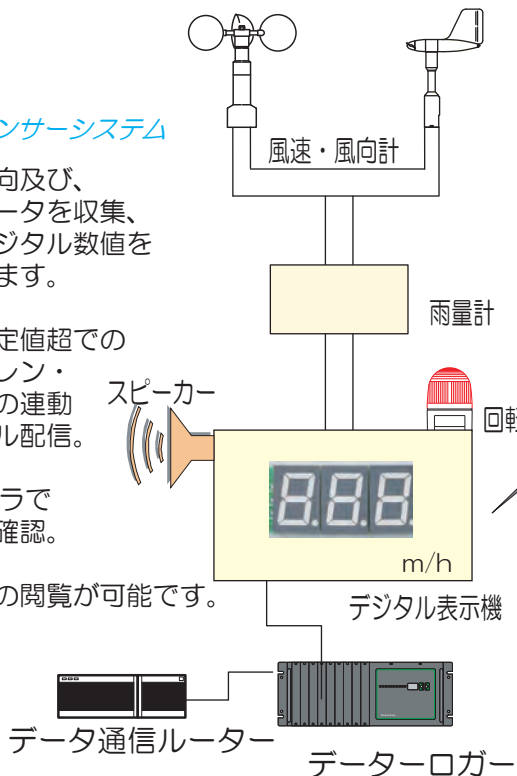 ンサーシステム
風速・風向計
向及び、
ータを収集、
ジタル数値を
ます。
雨量計
定値超での
レン・
の連動
ル配信。
スピーカー
回転
888
ラで
確認。
m/h
の閲覧が可能です。
デジタル表示機
データ通信ルーター
データーロガー